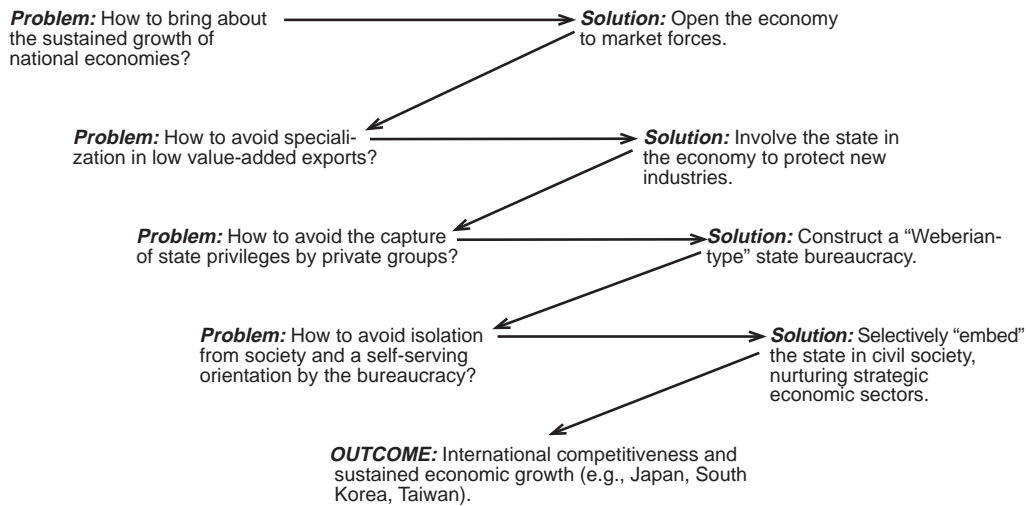 Problem: How to bring about
the sustained growth of
national economies?
Solution: Open the economy
to market forces.
Problem: How to avoid speciali-
zation in low value-added exports?
Solution: Involve the state in
the economy to protect new
industries.
Problem: How to avoid the capture
of state privileges by private groups?
Solution: Construct a “Weberian-
type” state bureaucracy.
Problem: How to avoid isolation
from society and a self-serving
orientation by the bureaucracy?
Solution: Selectively “embed”
the state in civil society,
nurturing strategic
economic sectors.
OUTCOME: International competitiveness and
sustained economic growth (e.g., Japan, South
Korea, Taiwan).